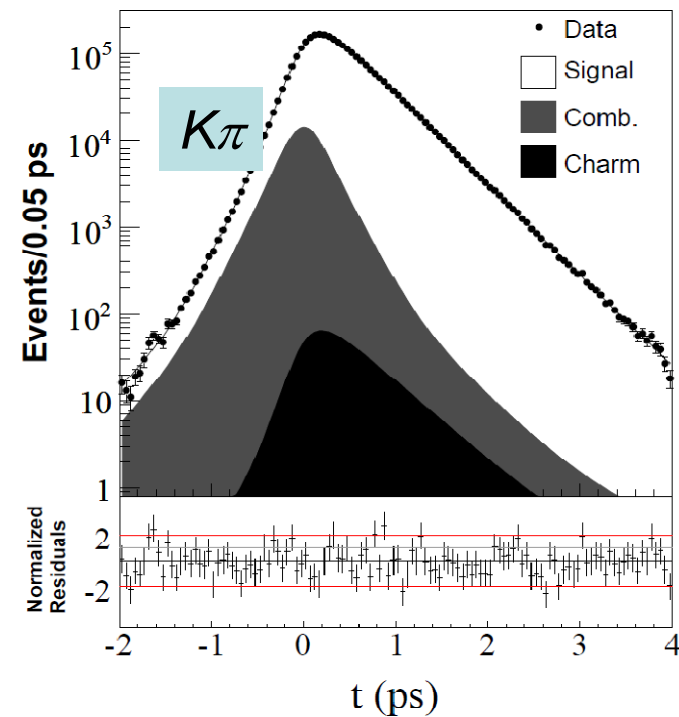 Events/0.05 ps
10⁵
10⁴
10³
10²
10
1
Kπ
Data
Signal
Comb.
Charm
Normalized
Residuals
2
-2
-2
-1
0
1
2
3
4
t (ps)